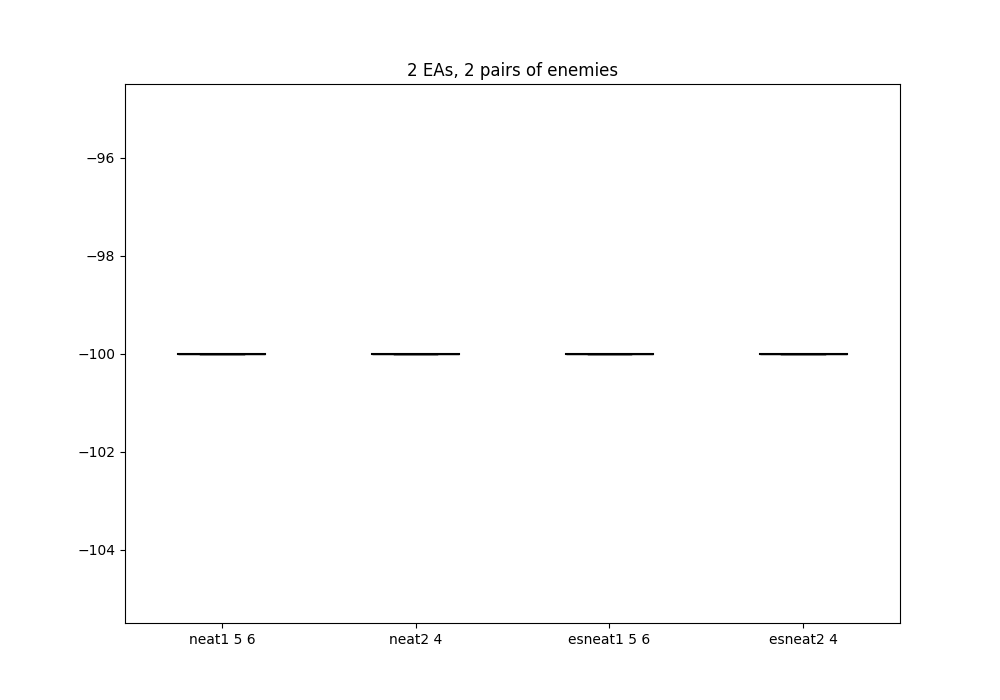 2 EAs, 2 pairs of enemies
−96
−98
−100
−102
−104
neat1 5 6
neat2 4
esneat1 5 6
esneat2 4